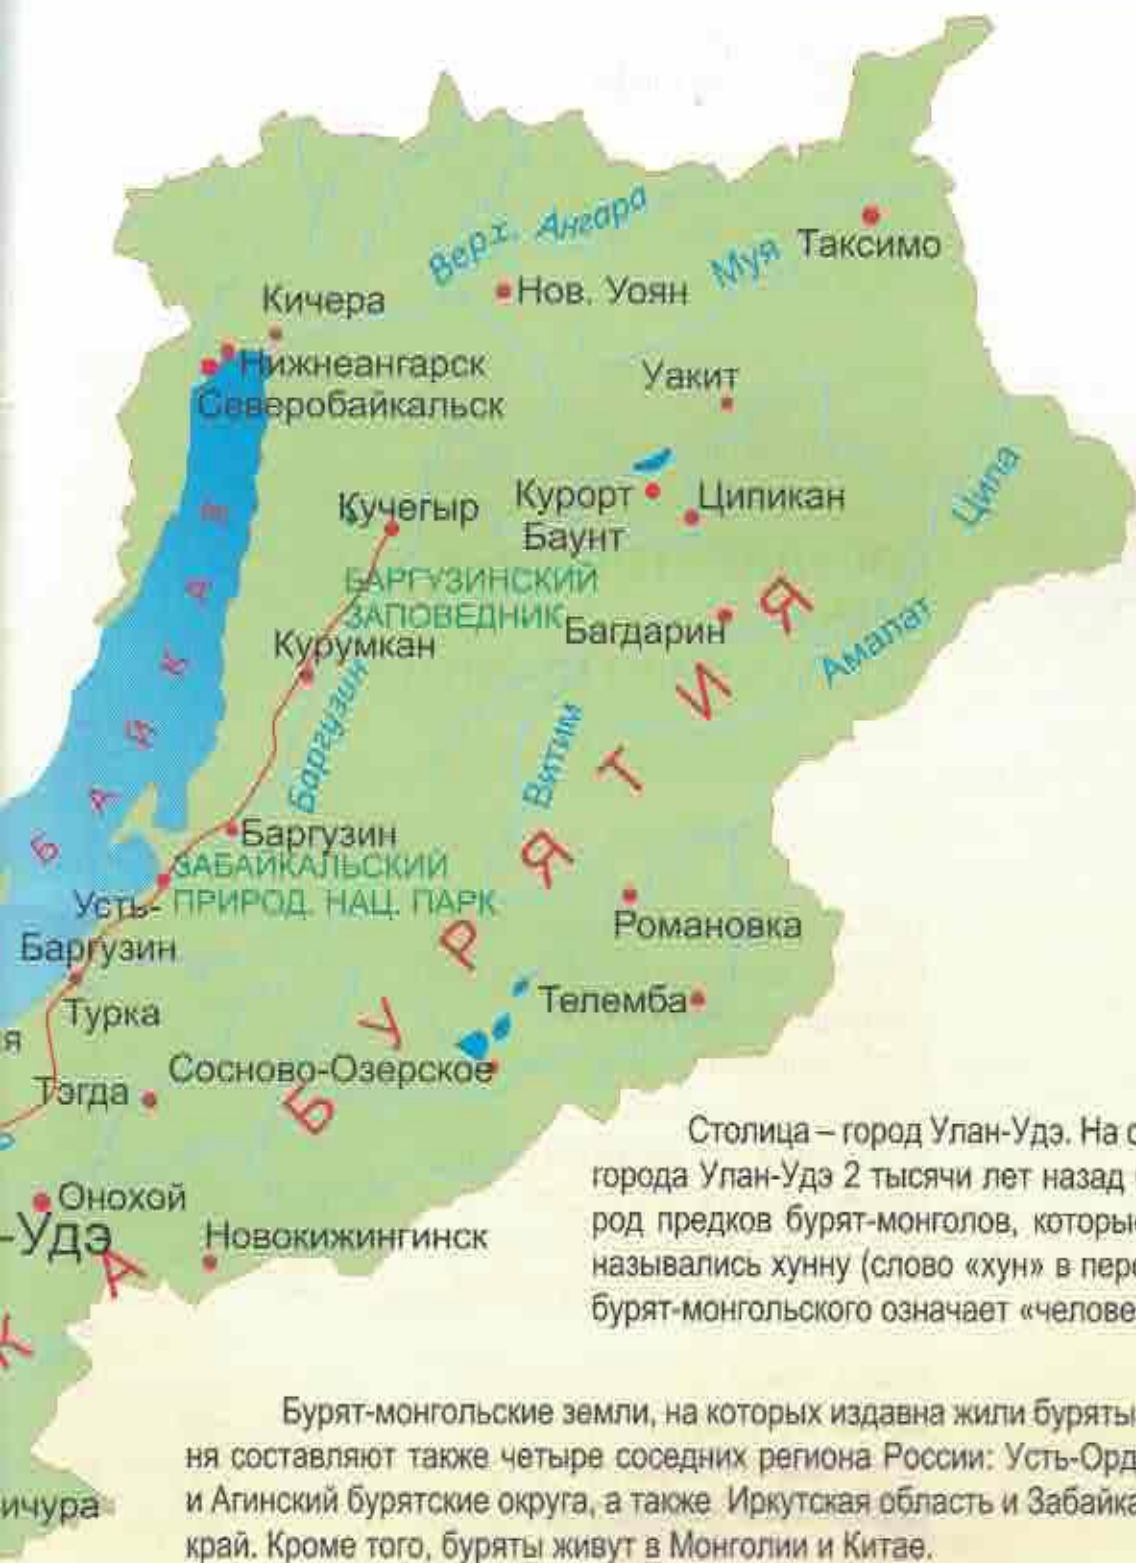 Верх. Ангара
Таксимо
Муя
Нов. Уоян
Кичера
Нижнеангарск
Северобайкальск
Уакит
Ципа
Курорт
Баунт
Ципикан
Кучегыр
БАРГУЗИНСКИЙ
ЗАПОВЕДНИК
Багдарин
Амалат
Курумкан
Баргузин
Витим
БАЙКАЛ
БУРЯТИЯ
Баргузин
ЗАБАЙКАЛЬСКИЙ
ПРИРОД. НАЦ. ПАРК
Усть-
Баргузин
Романовка
Турка
Телемба
я
Сосново-Озерское
Тэгда
Онохой
-Удэ
Новокижингинск
К А
ичура
Столица – город Улан-Удэ. На
города Улан-Удэ 2 тысячи лет назад
род предков бурят-монголов, которые
назывались хунну (слово «хун» в пер
бурят-монгольского означает «челове
Бурят-монгольские земли, на которых издавна жили буряты
ня составляют также четыре соседних региона России: Усть-Орд
и Агинский бурятские округа, а также Иркутская область и Забайка
край. Кроме того, буряты живут в Монголии и Китае.